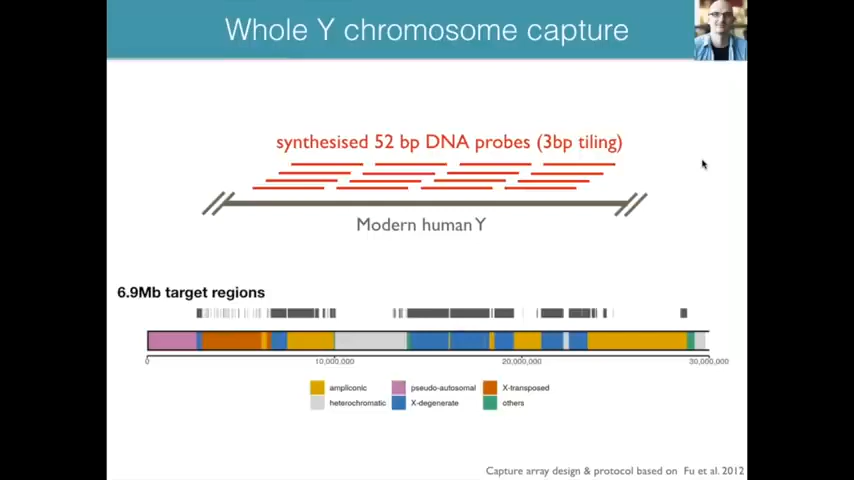 Whole Y chromosome capture
synthesised 52 bp DNA probes (3bp tiling)
Modern human Y
6.9Mb target regions
0 10,000,000 20,000,000 30,000,000
ampliconic pseudo-autosomal X-transposed
heterochromatic X-degenerate others
Capture array design & protocol based on Fu et al. 2012